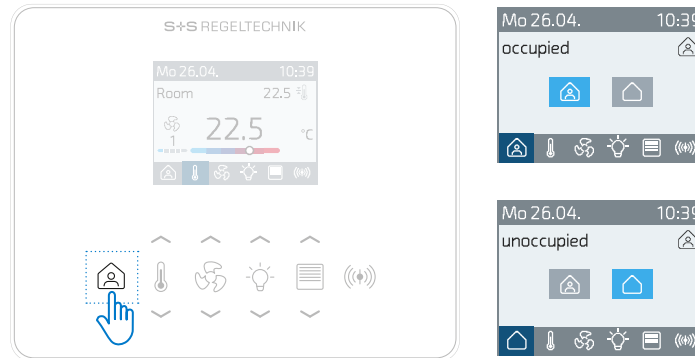 S+S REGELTECHNIK
Mo 26.04. 10:39
Room 22.5
22.5 °C
1
Mo 26.04. 10:39
occupied
Mo 26.04. 10:39
unoccupied